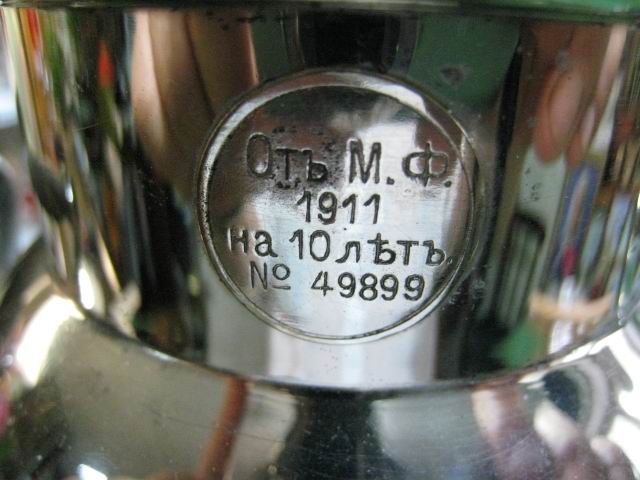 Отъ М. Ф.
1911
на 10 лѣтъ.
№ 49899